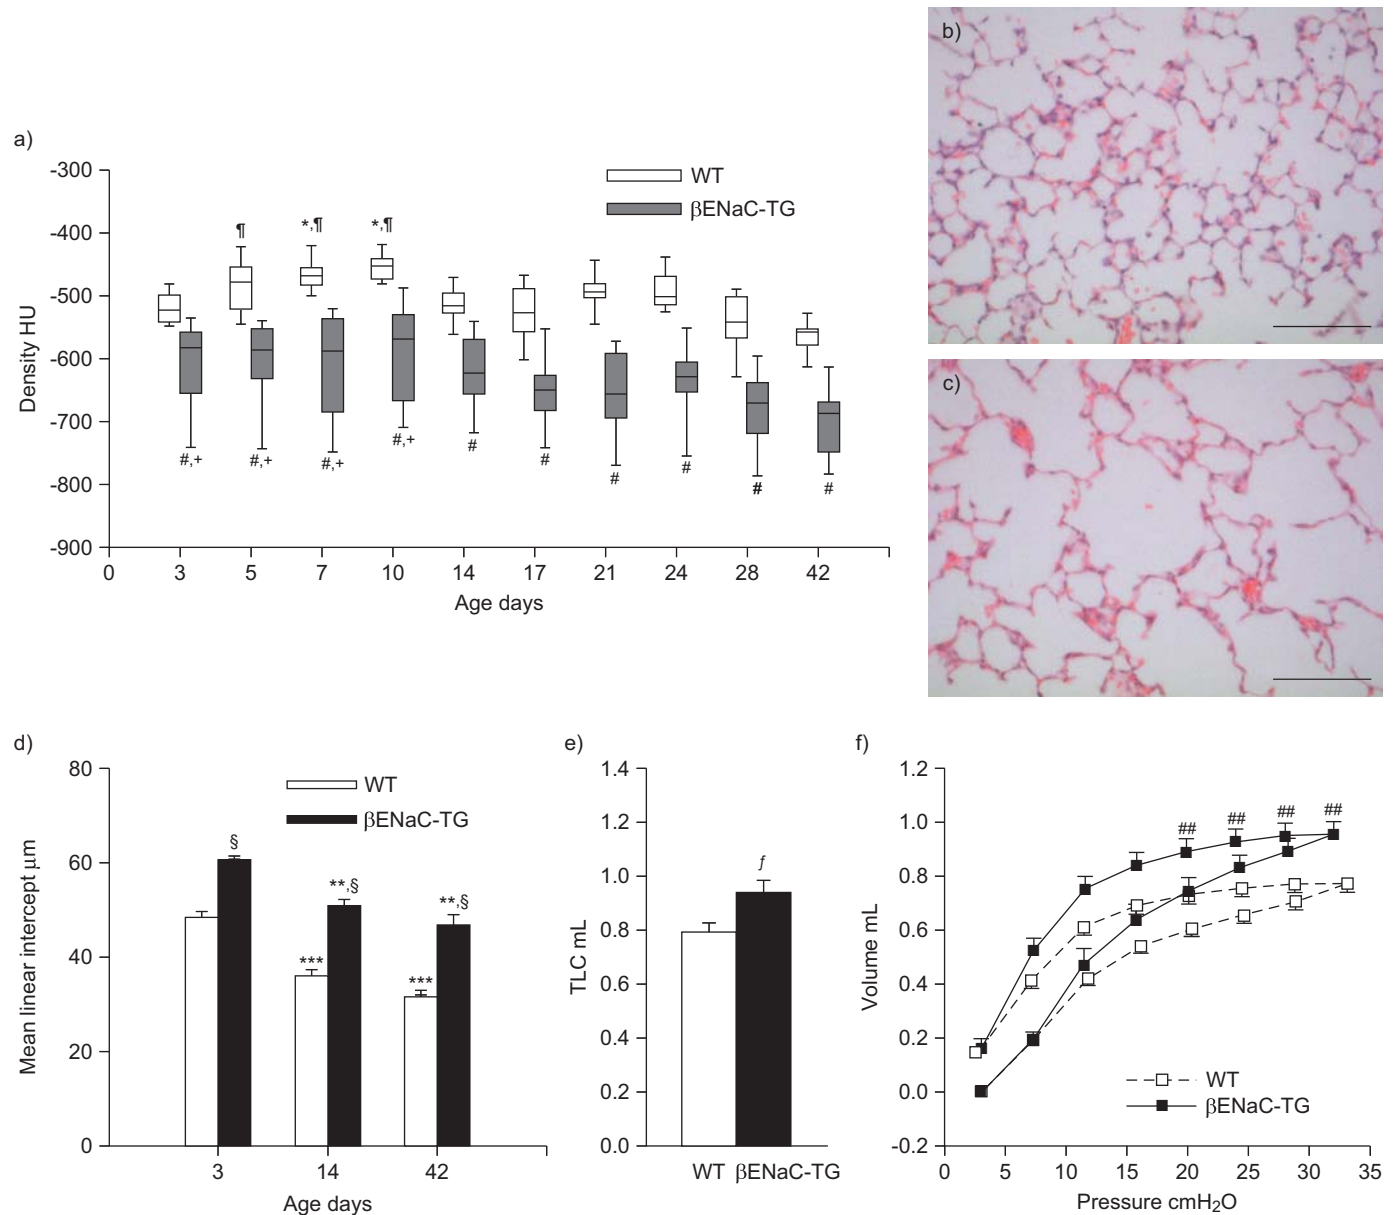 a)
-300
-400
-500
-600
-700
-800
-900
Density HU
WT
βENaC-TG
¶
*,¶
*,¶
#,+
#,+
#,+
#,+
#
#
#
#
#
#
0 3 5 7 10 14 17 21 24 28 42
Age days
b)
c)
d)
80
60
40
20
0
Mean linear intercept μm
WT
βENaC-TG
§
***
**,§
***
**,§
3 14 42
Age days
e)
1.4
1.2
1.0
0.8
0.6
0.4
0.2
0.0
TLC mL
ƒ
WT βENaC-TG
f)
1.2
1.0
0.8
0.6
0.4
0.2
0.0
-0.2
Volume mL
## ## ## ##
WT
βENaC-TG
0 5 10 15 20 25 30 35
Pressure cmH₂O